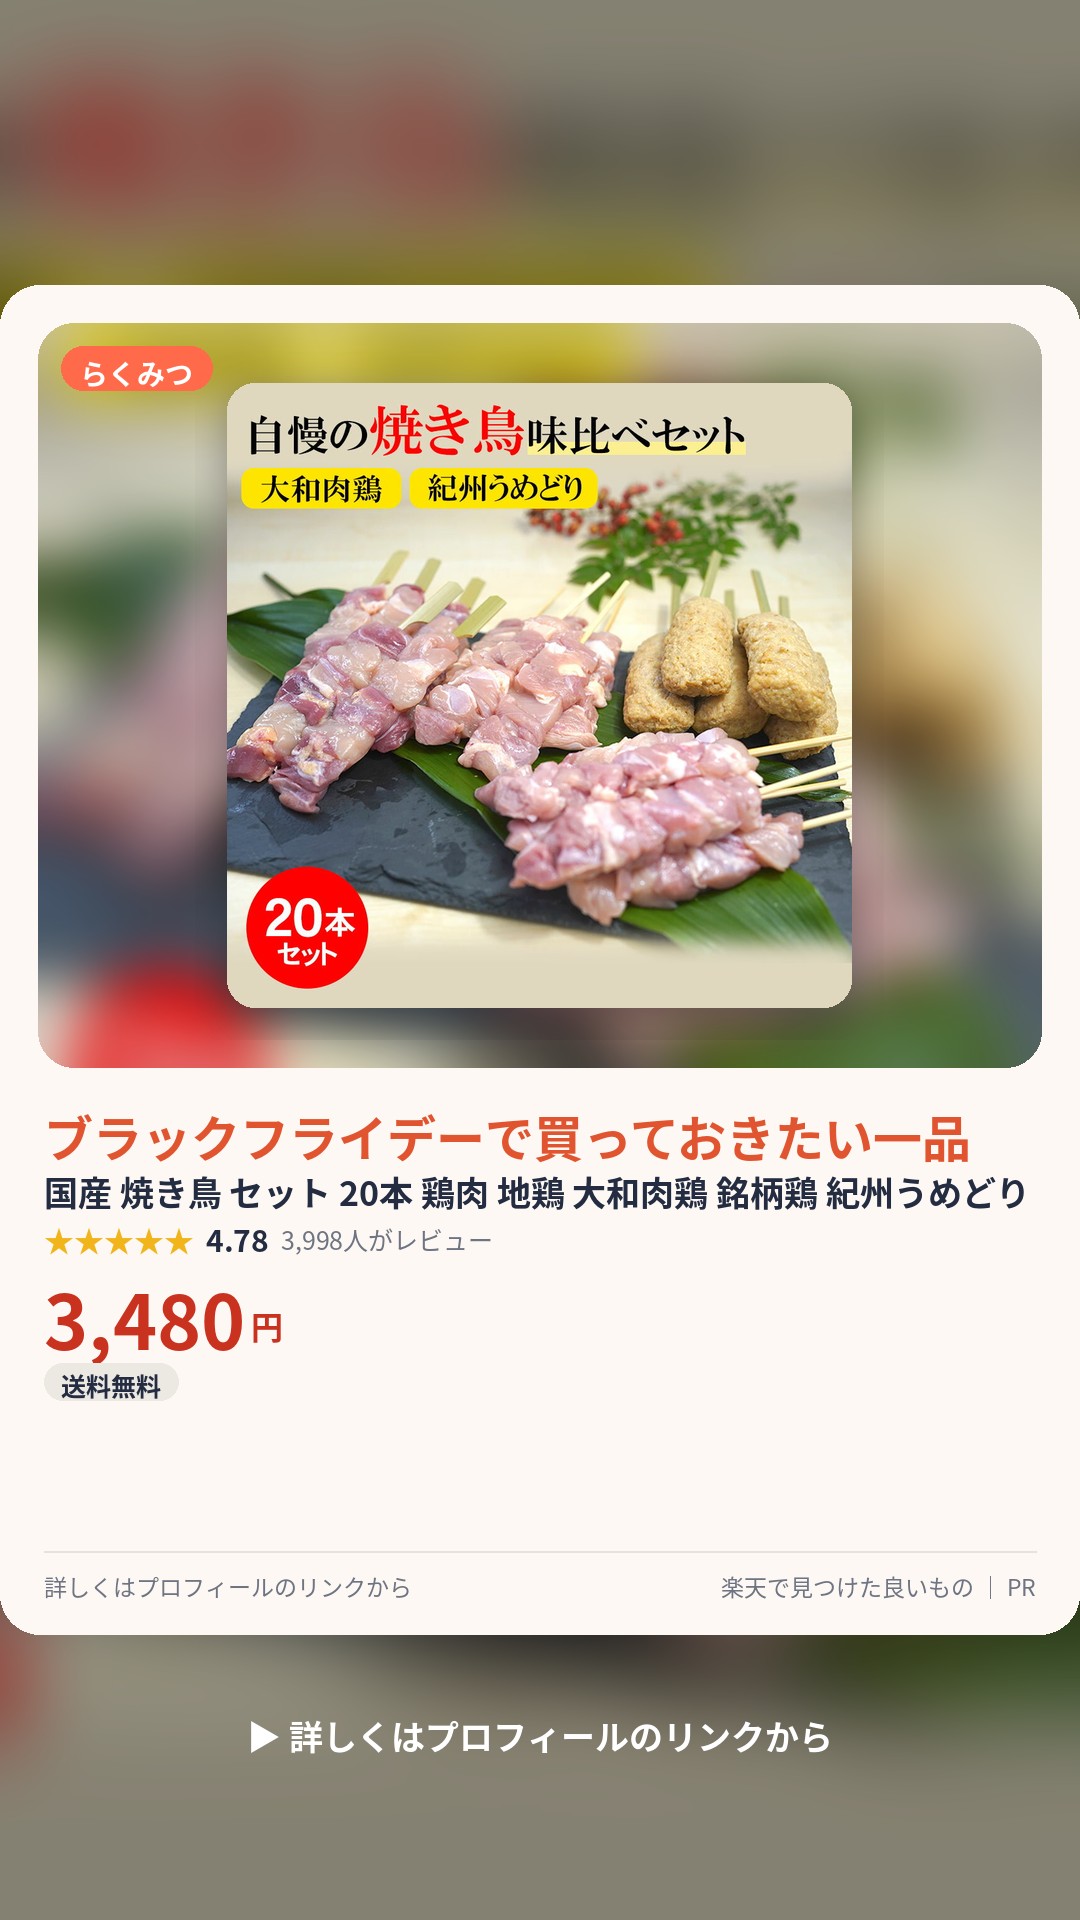 らくみつ
自慢の焼き鳥味比べセット
大和肉鶏 紀州うめどり
20本
セット
ブラックフライデーで買っておきたい一品
国産 焼き鳥 セット 20本 鶏肉 地鶏 大和肉鶏 銘柄鶏 紀州うめどり
★★★★★ 4.78 3,998人がレビュー
3,480円
送料無料
詳しくはプロフィールのリンクから 楽天で見つけた良いもの｜PR
▶ 詳しくはプロフィールのリンクから